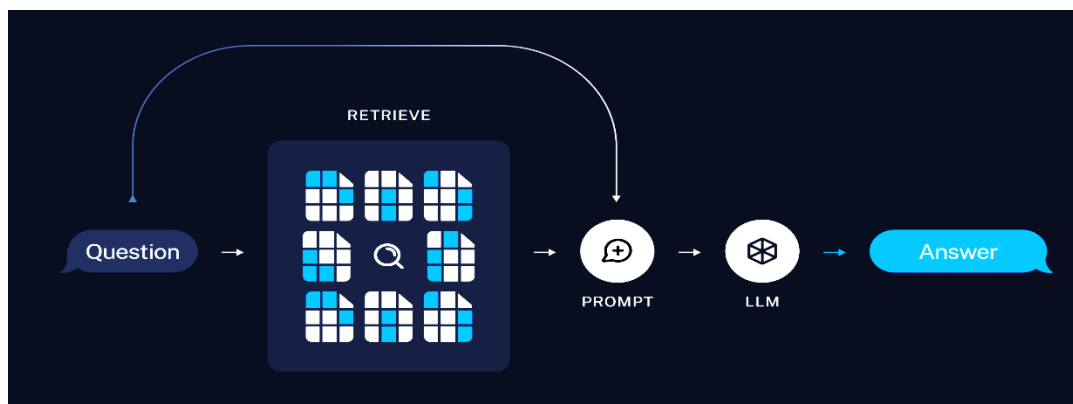 RETRIEVE
Question
PROMPT
LLM
Answer